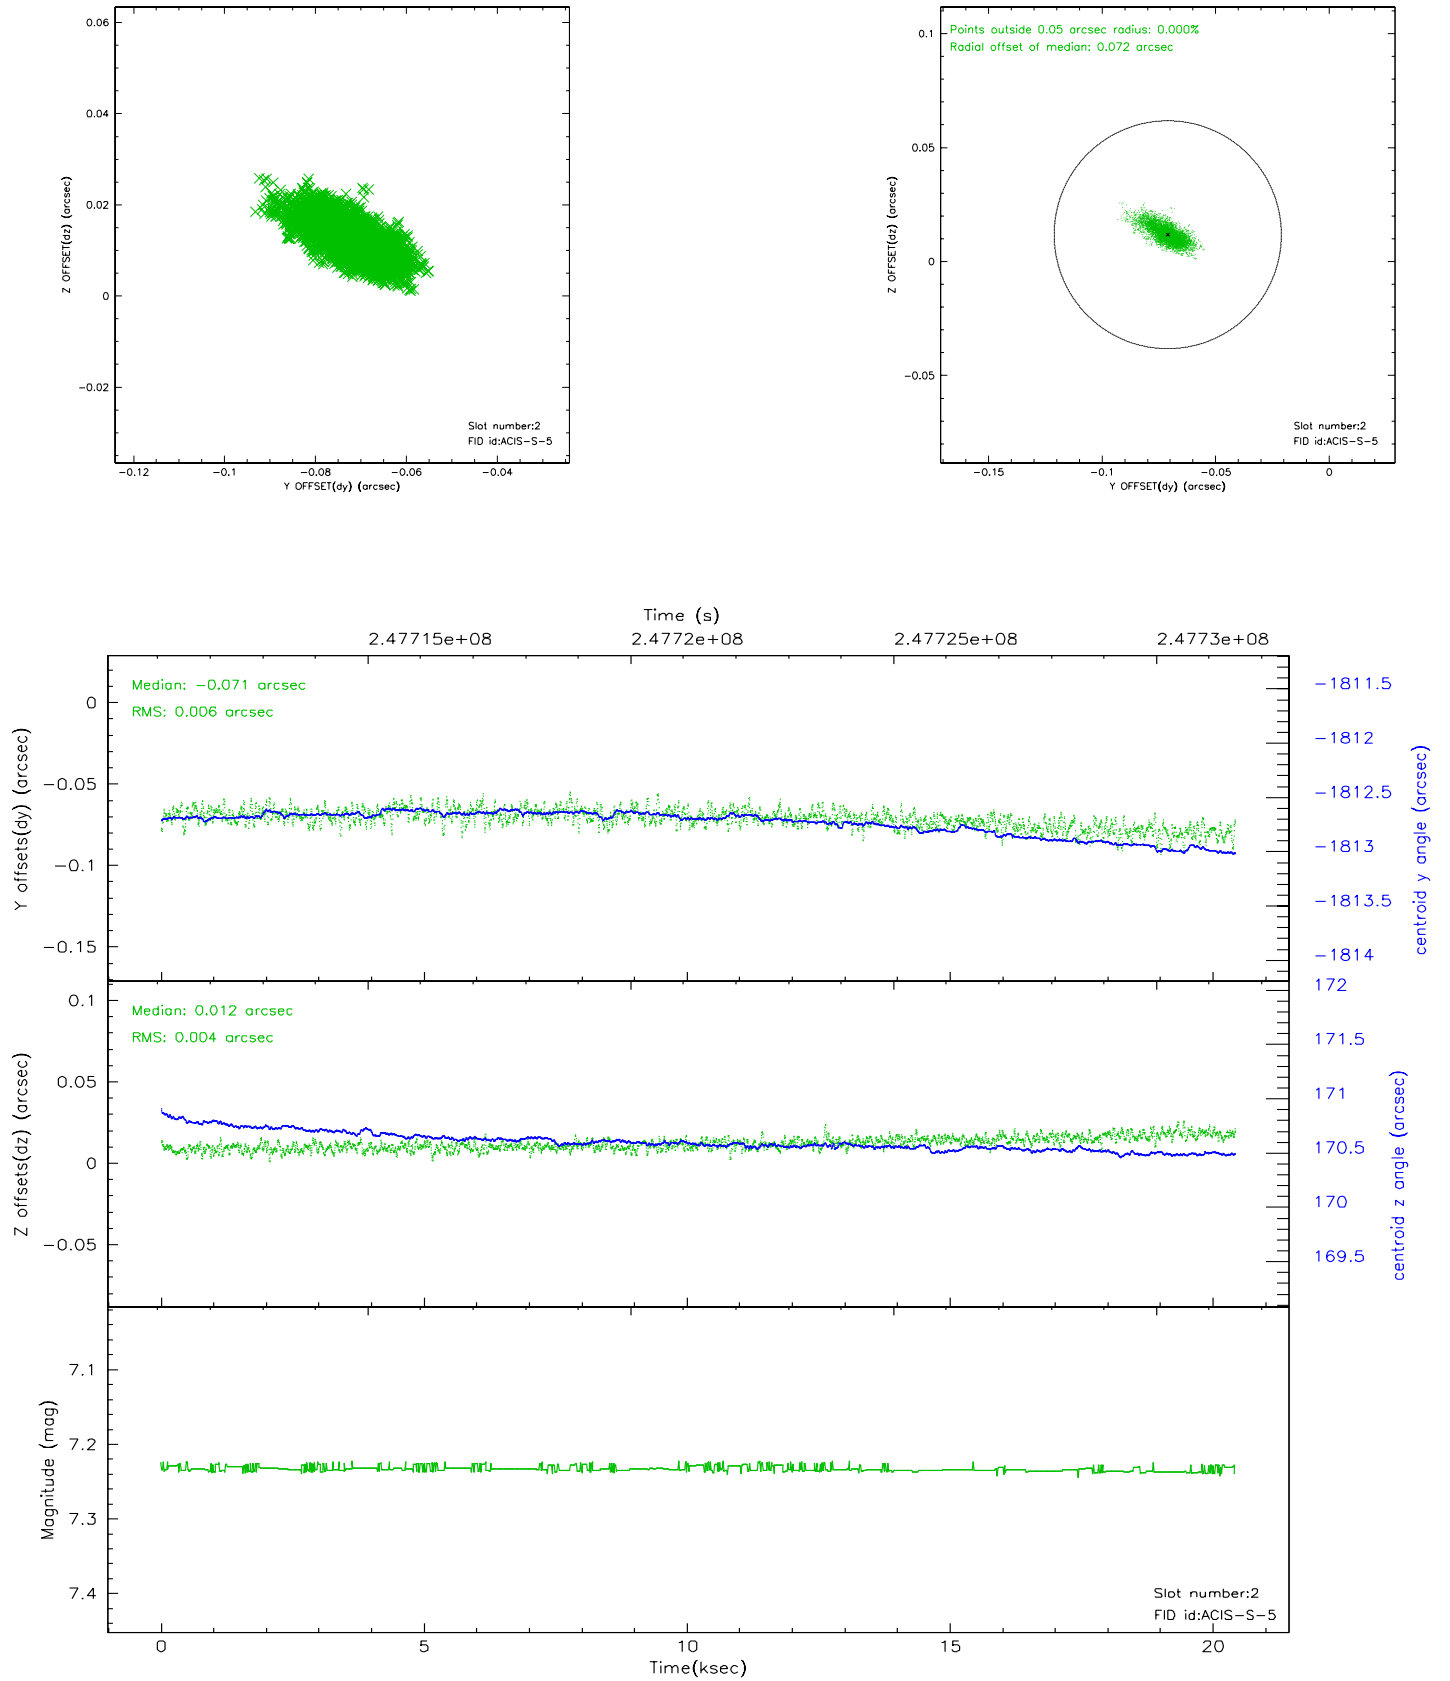 0.06
0.04
0.02
0
-0.02
Z OFFSET(dz) (arcsec)
Slot number:2
FID id:ACIS-S-5
-0.12 -0.1 -0.08 -0.06 -0.04
Y OFFSET(dy) (arcsec)
Points outside 0.05 arcsec radius: 0.000%
Radial offset of median: 0.072 arcsec
0.1
0.05
0
-0.05
Z OFFSET(dz) (arcsec)
Slot number:2
FID id:ACIS-S-5
-0.15 -0.1 -0.05 0
Y OFFSET(dy) (arcsec)
Time (s)
2.47715e+08 2.4772e+08 2.47725e+08 2.4773e+08
Median: -0.071 arcsec
RMS: 0.006 arcsec
0
-0.05
-0.1
-0.15
Y offsets(dy) (arcsec)
-1811.5
-1812
-1812.5
-1813
-1813.5
-1814
centroid y angle (arcsec)
Median: 0.012 arcsec
RMS: 0.004 arcsec
0.1
0.05
0
-0.05
Z offsets(dz) (arcsec)
172
171.5
171
170.5
170
169.5
centroid z angle (arcsec)
7.1
7.2
7.3
7.4
Magnitude (mag)
Slot number:2
FID id:ACIS-S-5
0 5 10 15 20
Time(ksec)